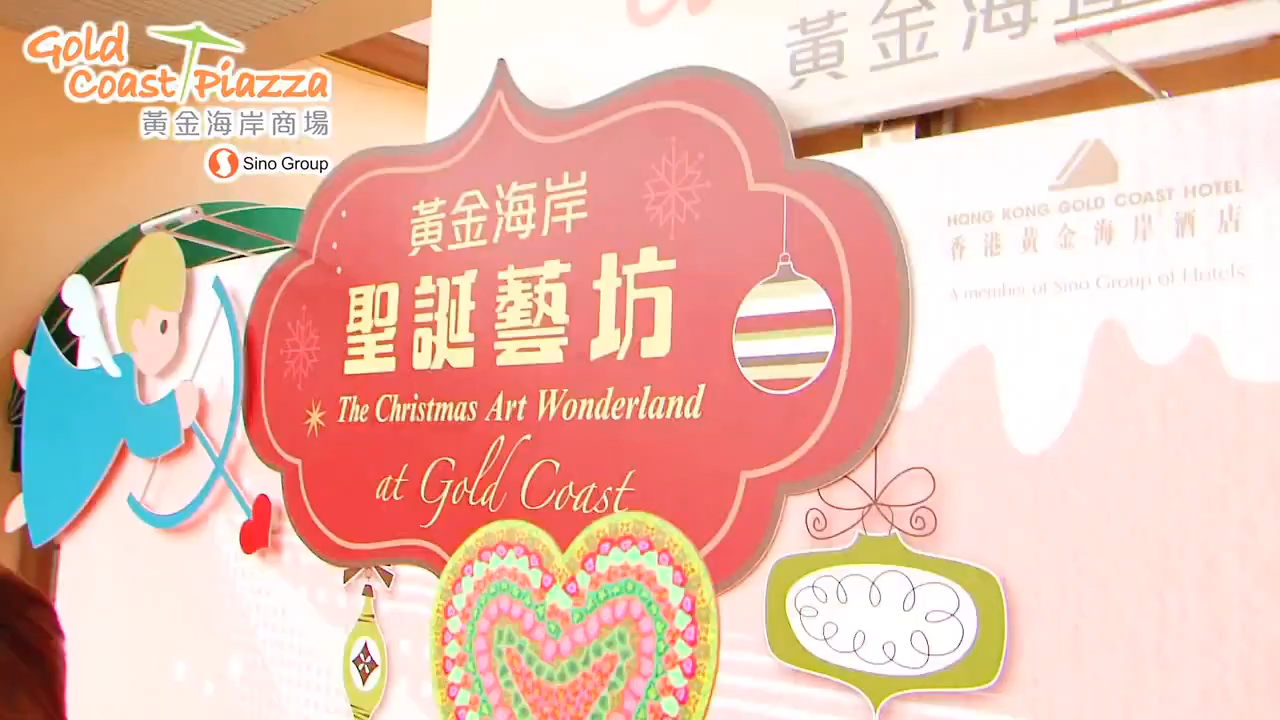 Gold
Coast Piazza
黃金海岸商場
Sino Group
黃金海
黃金海岸
聖誕藝坊
The Christmas Art Wonderland
at Gold Coast
HONG KONG GOLD COAST HOTEL
香港黃金海岸酒店
A member of Sino Group of Hotels